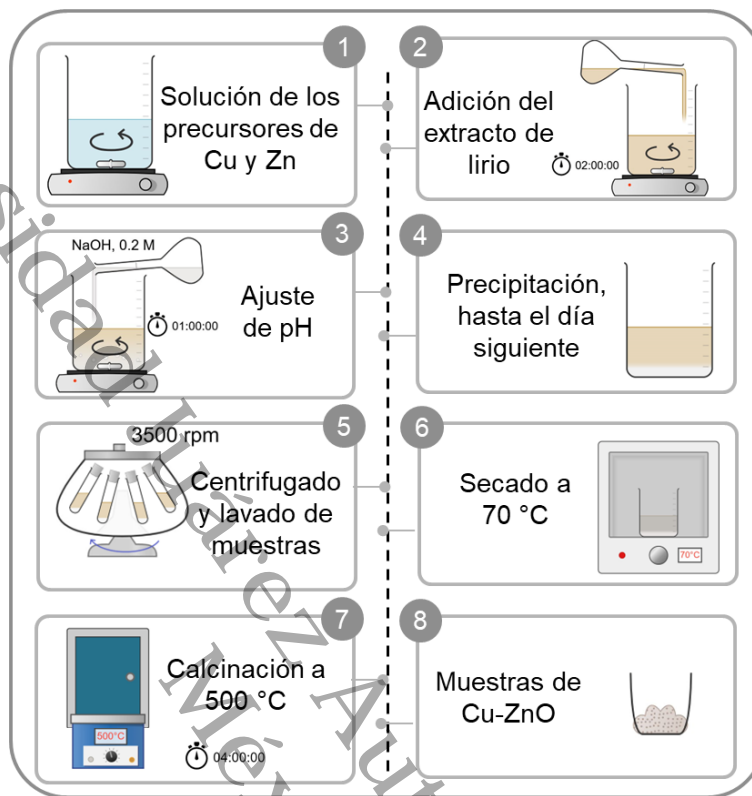 1
Solución de los
precursores de
Cu y Zn
2
Adición del
extracto de
lirio
02:00:00
3
NaOH, 0.2 M
Ajuste
de pH
01:00:00
4
Precipitación,
hasta el día
siguiente
5
3500 rpm
Centrifugado
y lavado de
muestras
6
Secado a
70 °C
70°C
7
Calcinación a
500 °C
500°C
04:00:00
8
Muestras de
Cu-ZnO
Juárez